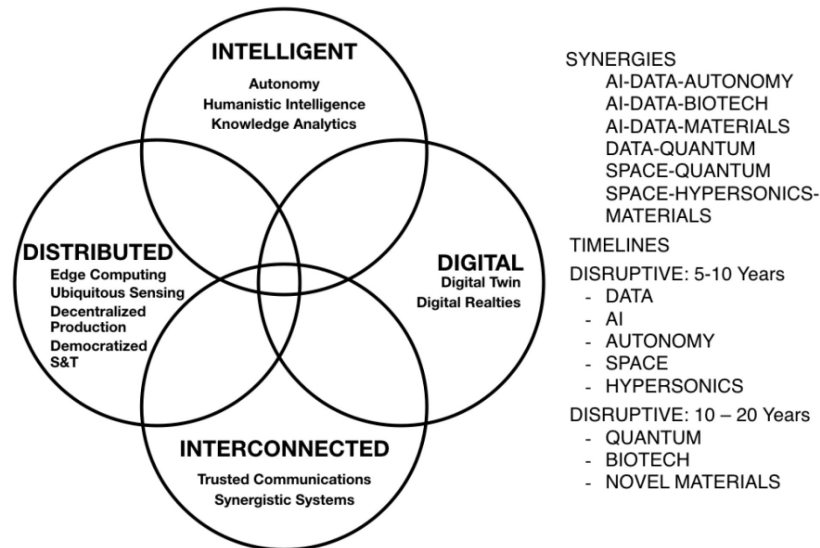 INTELLIGENT
Autonomy
Humanistic Intelligence
Knowledge Analytics
DISTRIBUTED
Edge Computing
Ubiquitous Sensing
Decentralized
Production
Democratized
S&T
DIGITAL
Digital Twin
Digital Realties
INTERCONNECTED
Trusted Communications
Synergistic Systems
SYNERGIES
AI-DATA-AUTONOMY
AI-DATA-BIOTECH
AI-DATA-MATERIALS
DATA-QUANTUM
SPACE-QUANTUM
SPACE-HYPERSONICS-
MATERIALS
TIMELINES
DISRUPTIVE: 5-10 Years
- DATA
- AI
- AUTONOMY
- SPACE
- HYPERSONICS
DISRUPTIVE: 10 – 20 Years
- QUANTUM
- BIOTECH
- NOVEL MATERIALS